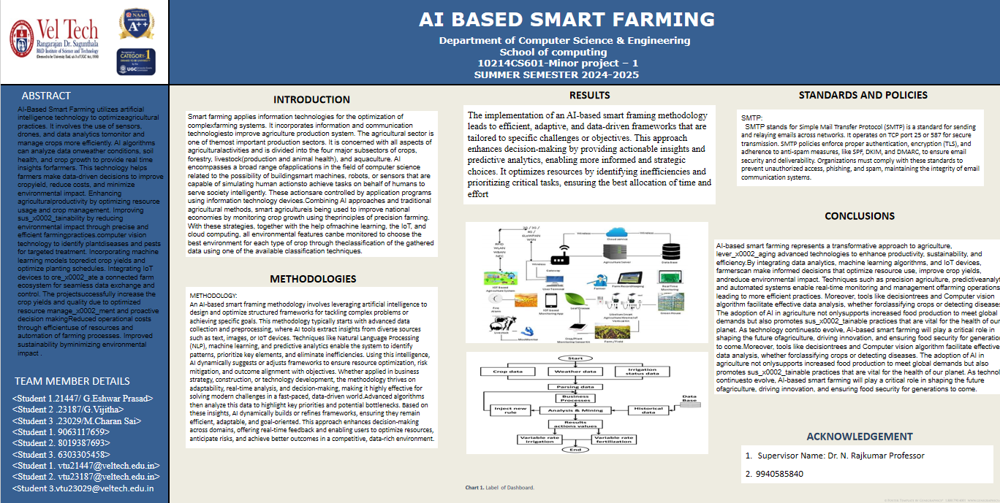 Vel Tech
Rangarajan Dr. Sagunthala
R&D Institute of Science and Technology
(Deemed to be University Estd. u/s 3 of UGC Act, 1956)
NAAC
A++
CATEGORY-1
UGC
AI BASED SMART FARMING
Department of Computer Science & Engineering
School of computing
10214CS601-Minor project – 1
SUMMER SEMESTER 2024-2025
ABSTRACT
AI-Based Smart Farming utilizes artificial
intelligence technology to optimizeagricultural
practices. It involves the use of sensors,
drones, and data analytics tomonitor and
manage crops more efficiently. AI algorithms
can analyze data onweather conditions, soil
health, and crop growth to provide real time
insights forfarmers. This technology helps
farmers make data-driven decisions to improve
cropyield, reduce costs, and minimize
environmental impact. Enhancing
agriculturalproductivity by optimizing resource
usage and crop management. Improving
sus_x0002_tainability by reducing
environmental impact through precise and
efficient farmingpractices.computer vision
technology to identify plantdiseases and pests
for targeted treatment. Incorporating machine
learning models topredict crop yields and
optimize planting schedules. Integrating IoT
devices to cre_x0002_ate a connected farm
ecosystem for seamless data exchange and
control. The projectsuccessfully increase the
crop yields and quality due to optimized
resource manage_x0002_ment and proactive
decision makingReduced operational costs
through efficientuse of resources and
automation of farming processes. Improved
sustainability byminimizing environmental
impact .
TEAM MEMBER DETAILS
<Student 1.21447/ G.Eshwar Prasad>
<Student 2 .23187/G.Vijitha>
<Student 3 .23029/M.Charan Sai>
<Student 1. 9063117659>
<Student 2. 8019387693>
<Student 3. 6303305458>
<Student 1. vtu21447@veltech.edu.in>
<Student 2. vtu23187@veltech.edu.in>
<Student 3.vtu23029@veltech.edu.in
INTRODUCTION
Smart farming applies information technologies for the optimization of
complexfarming systems. It incorporates information and communication
technologiesto improve agriculture production system. The agricultural sector is
one of themost important production sectors. It is concerned with all aspects of
agriculturalactivities and is divided into the four major subsectors of crops,
forestry, livestock(production and animal health), and aquaculture. AI
encompasses a broad range ofapplications in the field of computer science
related to the possibility of buildingsmart machines, robots, or sensors that are
capable of simulating human actionsto achieve tasks on behalf of humans to
serve society intelligently. These actionsare controlled by application programs
using information technology devices.Combining AI approaches and traditional
agricultural methods, smart agricultureis being used to improve national
economies by monitoring crop growth using theprinciples of precision farming.
With these strategies, together with the help ofmachine learning, the IoT, and
cloud computing, all environmental features canbe monitored to choose the
best environment for each type of crop through theclassification of the gathered
data using one of the available classification techniques.
METHODOLOGIES
METHODOLOGY:
An AI-based smart framing methodology involves leveraging artificial intelligence to
design and optimize structured frameworks for tackling complex problems or
achieving specific goals. This methodology typically starts with advanced data
collection and preprocessing, where AI tools extract insights from diverse sources
such as text, images, or IoT devices. Techniques like Natural Language Processing
(NLP), machine learning, and predictive analytics enable the system to identify
patterns, prioritize key elements, and eliminate inefficiencies. Using this intelligence,
AI dynamically suggests or adjusts frameworks to ensure resource optimization, risk
mitigation, and outcome alignment with objectives. Whether applied in business
strategy, construction, or technology development, the methodology thrives on
adaptability, real-time analysis, and decision-making, making it highly effective for
solving modern challenges in a fast-paced, data-driven world.Advanced algorithms
then analyze this data to highlight key priorities and potential bottlenecks. Based on
these insights, AI dynamically builds or refines frameworks, ensuring they remain
efficient, adaptable, and goal-oriented. This approach enhances decision-making
across domains, offering real-time feedback and enabling users to optimize resources,
anticipate risks, and achieve better outcomes in a competitive, data-rich environment.
RESULTS
The implementation of an AI-based smart framing methodology
leads to efficient, adaptive, and data-driven frameworks that are
tailored to specific challenges or objectives. This approach
enhances decision-making by providing actionable insights and
predictive analytics, enabling more informed and strategic
choices. It optimizes resources by identifying inefficiencies and
prioritizing critical tasks, ensuring the best allocation of time and
effort
Wireless
Wireless
Cloud sensor
RFID
WLAN
WBAN
NFC
Wireless
Gateway
Agriculture Server
Data Base
IOT Based
User Terminal
Farmer
Farm Record Keeping
Real Time
Monitoring
Fire
Alarm
IOT based
Monitoring App
Leaf Disease
Green House
Livestock
Crop/Plant
Monitoring Sensor Kit
Farm / Field
Start
Crop data
Weather data
Irrigation
status data
Parsing data
Business
Processes
Data
Base
Inject new
rule
Analysis & Mining
Historical
data
Results
actions values
Variable rate
irrigation
Variable rate
fertilization
End
Chart 1. Label of Dashboard.
STANDARDS AND POLICIES
SMTP:
SMTP stands for Simple Mail Transfer Protocol (SMTP) is a standard for sending
and relaying emails across networks. It operates on TCP port 25 or 587 for secure
transmission. SMTP policies enforce proper authentication, encryption (TLS), and
adherence to anti-spam measures, like SPF, DKIM, and DMARC, to ensure email
security and deliverability. Organizations must comply with these standards to
prevent unauthorized access, phishing, and spam, maintaining the integrity of email
communication systems.
CONCLUSIONS
AI-based smart farming represents a transformative approach to agriculture,
lever_x0002_aging advanced technologies to enhance productivity, sustainability, and
efficiency.By integrating data analytics, machine learning algorithms, and IoT devices,
farmerscan make informed decisions that optimize resource use, improve crop yields,
andreduce environmental impact. Techniques such as precision agriculture, predictiveanalyt
and automated systems enable real-time monitoring and management offarming operations
leading to more efficient practices. Moreover, tools like decisiontrees and Computer vision
algorithm facilitate effective data analysis, whether forclassifying crops or detecting diseases
The adoption of AI in agriculture not onlysupports increased food production to meet global
demands but also promotes sus_x0002_tainable practices that are vital for the health of our
planet. As technology continuesto evolve, AI-based smart farming will play a critical role in
shaping the future ofagriculture, driving innovation, and ensuring food security for generatio
to come.Moreover, tools like decisiontrees and Computer vision algorithm facilitate effective
data analysis, whether forclassifying crops or detecting diseases. The adoption of AI in
agriculture not onlysupports increased food production to meet global demands but also
promotes sus_x0002_tainable practices that are vital for the health of our planet. As technol
continuesto evolve, AI-based smart farming will play a critical role in shaping the future
ofagriculture, driving innovation, and ensuring food security for generations to come.
ACKNOWLEDGEMENT
1. Supervisor Name: Dr. N. Rajkumar Professor
2. 9940585840